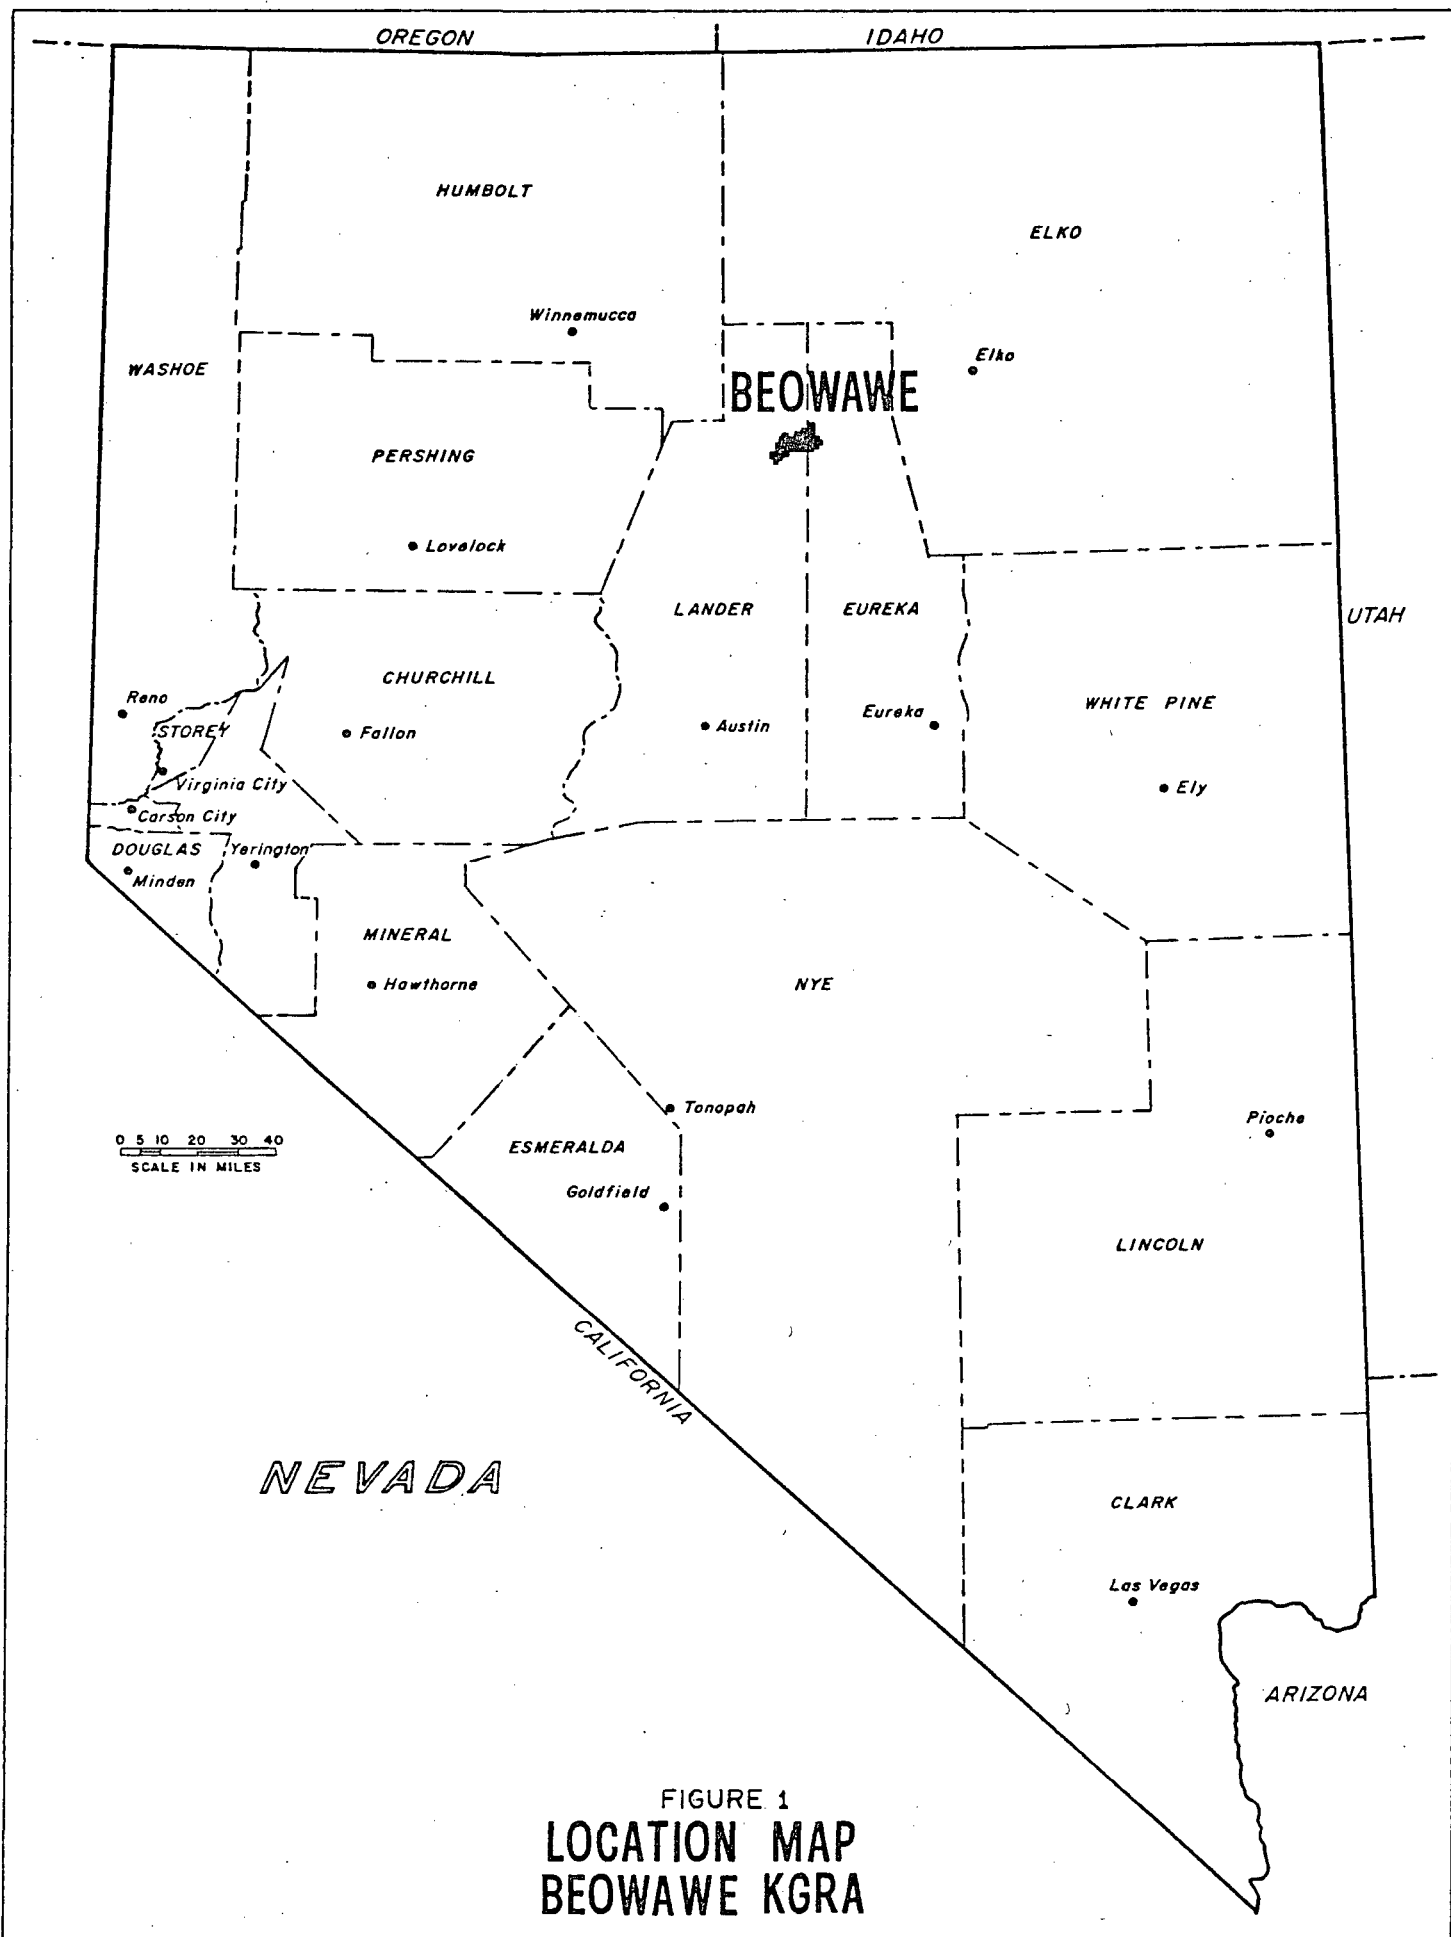 OREGON
IDAHO
HUMBOLT
ELKO
Winnemucca
WASHOE
Elko
BEOWAWE
PERSHING
Lovelock
LANDER
EUREKA
UTAH
CHURCHILL
WHITE PINE
Reno
STOREY
Fallon
Austin
Eureka
Virginia City
Ely
Carson City
DOUGLAS
Yerington
Minden
MINERAL
Hawthorne
NYE
Tonopah
Pioche
0 5 10 20 30 40
SCALE IN MILES
ESMERALDA
Goldfield
LINCOLN
CALIFORNIA
NEVADA
CLARK
Las Vegas
ARIZONA
FIGURE 1
LOCATION MAP
BEOWAWE KGRA